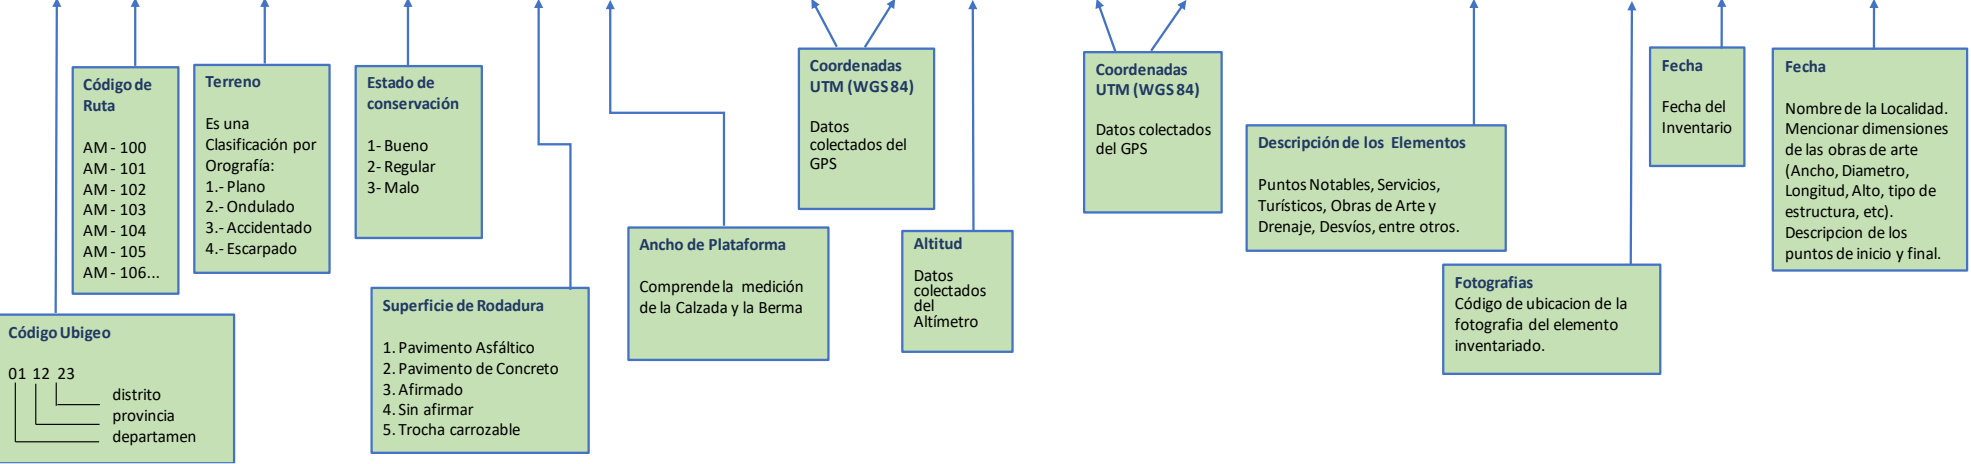 Código de
Ruta
AM - 100
AM - 101
AM - 102
AM - 103
AM - 104
AM - 105
AM - 106...
Terreno
Es una
Clasificación por
Orografía:
1.- Plano
2.- Ondulado
3.- Accidentado
4.- Escarpado
Estado de
conservación
1- Bueno
2- Regular
3- Malo
Coordenadas
UTM (WGS84)
Datos
colectados del
GPS
Coordenadas
UTM (WGS84)
Datos colectados
del GPS
Fecha
Fecha del
Inventario
Fecha
Nombre de la Localidad.
Mencionar dimensiones
de las obras de arte
(Ancho, Diametro,
Longitud, Alto, tipo de
estructura, etc).
Descripcion de los
puntos de inicio y final.
Descripción de los Elementos
Puntos Notables, Servicios,
Turísticos, Obras de Arte y
Drenaje, Desvíos, entre otros.
Ancho de Plataforma
Comprende la medición
de la Calzada y la Berma
Altitud
Datos
colectados
del
Altímetro
Fotografias
Código de ubicacion de la
fotografia del elemento
inventariado.
Superficie de Rodadura
1. Pavimento Asfáltico
2. Pavimento de Concreto
3. Afirmado
4. Sin afirmar
5. Trocha carrozable
Código Ubigeo
01 12 23
distrito
provincia
departamen